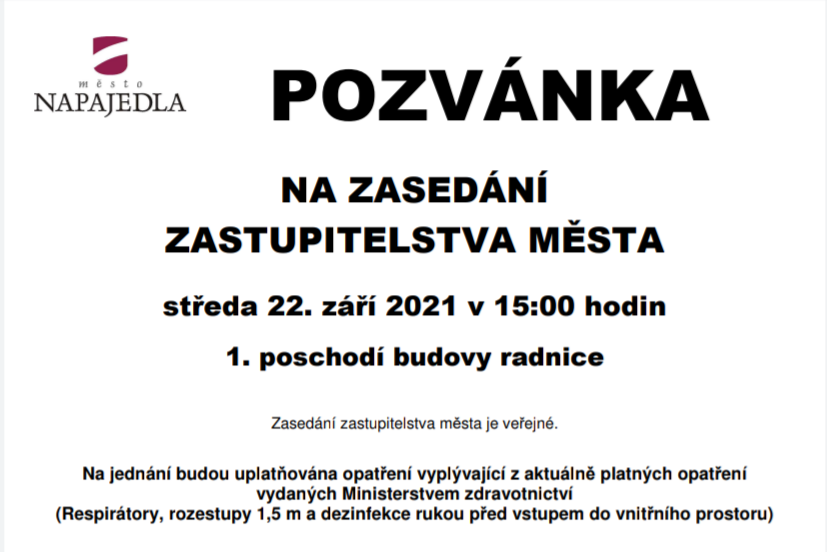 město
NAPAJEDLA
POZVÁNKA
NA ZASEDÁNÍ
ZASTUPITELSTVA MĚSTA
středa 22. září 2021 v 15:00 hodin
1. poschodí budovy radnice
Zasedání zastupitelstva města je veřejné.
Na jednání budou uplatňována opatření vyplývající z aktuálně platných opatření
vydaných Ministerstvem zdravotnictví
(Respirátory, rozestupy 1,5 m a dezinfekce rukou před vstupem do vnitřního prostoru)